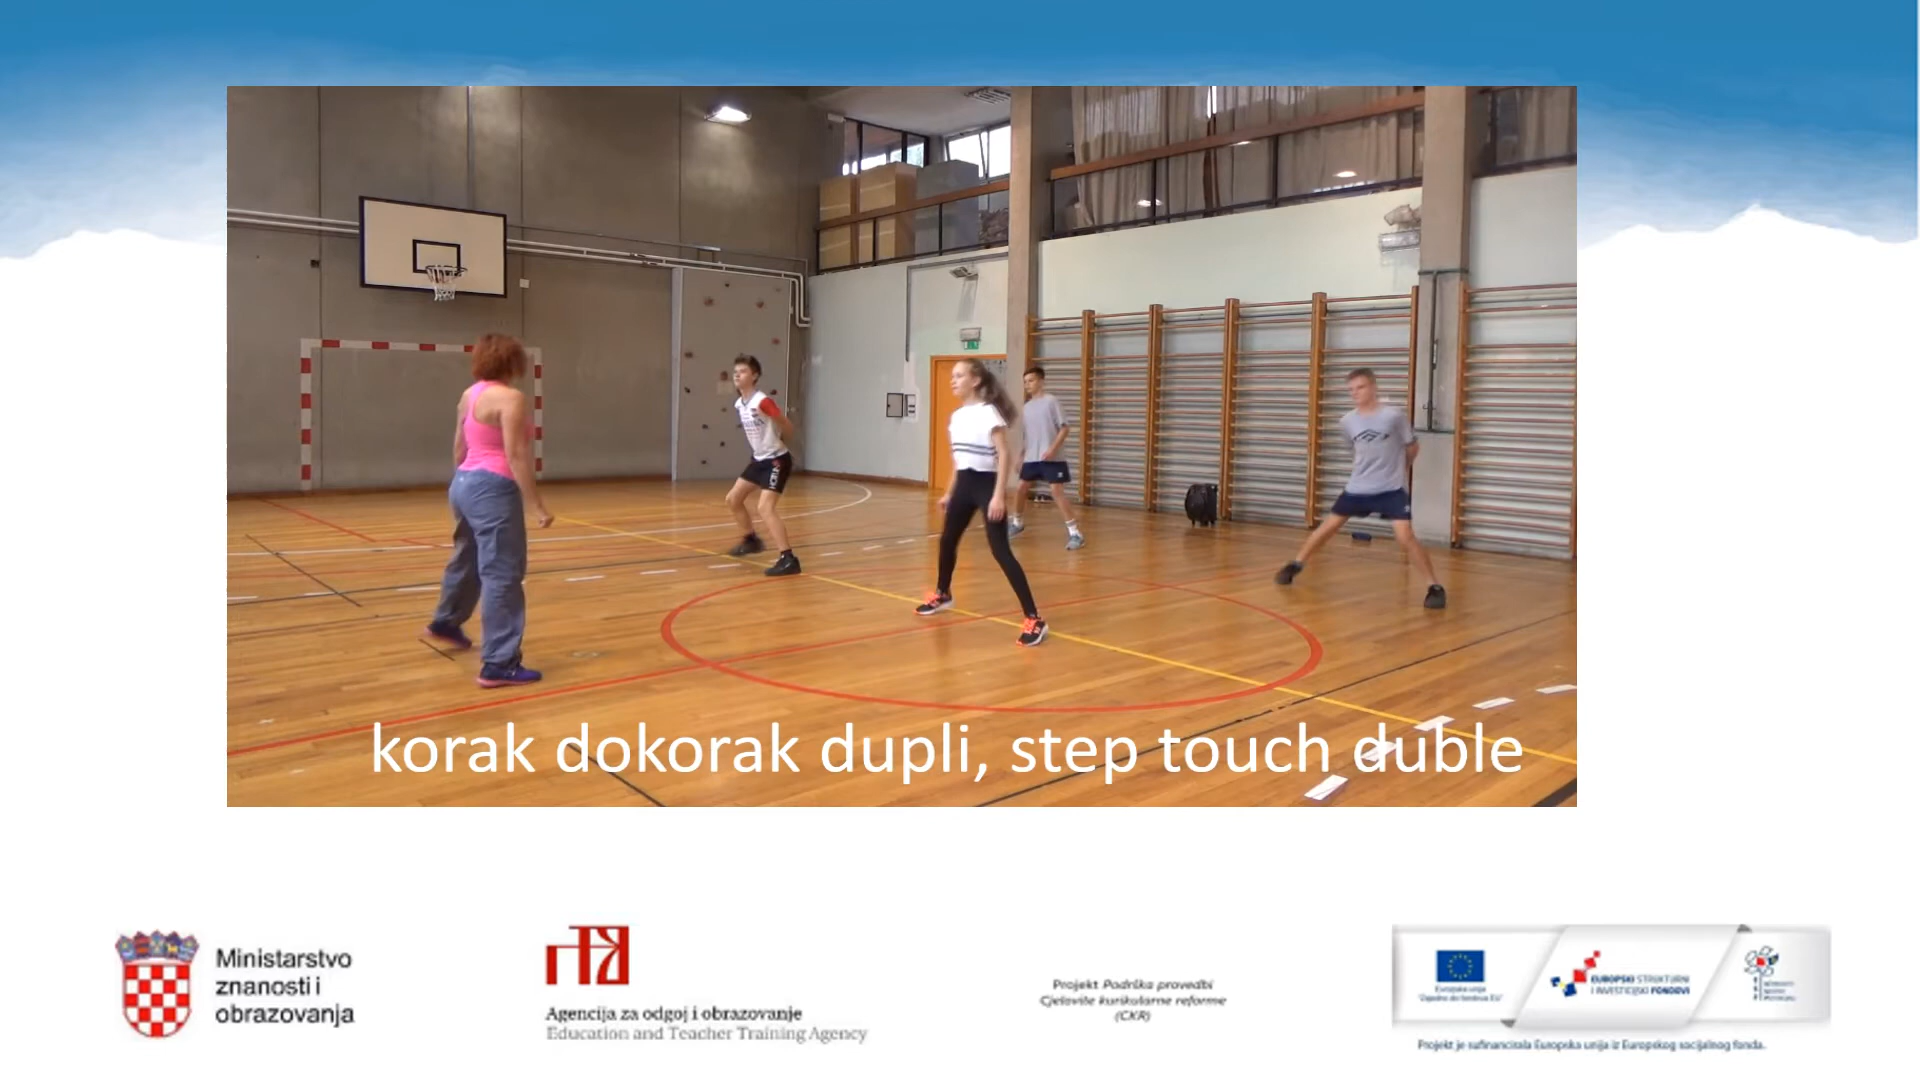 korak dokorak dupli, step touch duble
Ministarstvo
znanosti i
obrazovanja
Agencija za odgoj i obrazovanje
Education and Teacher Training Agency
Projekt Podrška provedbi
Cjelovite kurikularne reforme
(CKR)
Europska unija
EUROPSKI STRUKTURNI
I INVESTICIJSKI FONDOVI
Projekt je sufinancirala Europska unija iz Europskog socijalnog fonda.